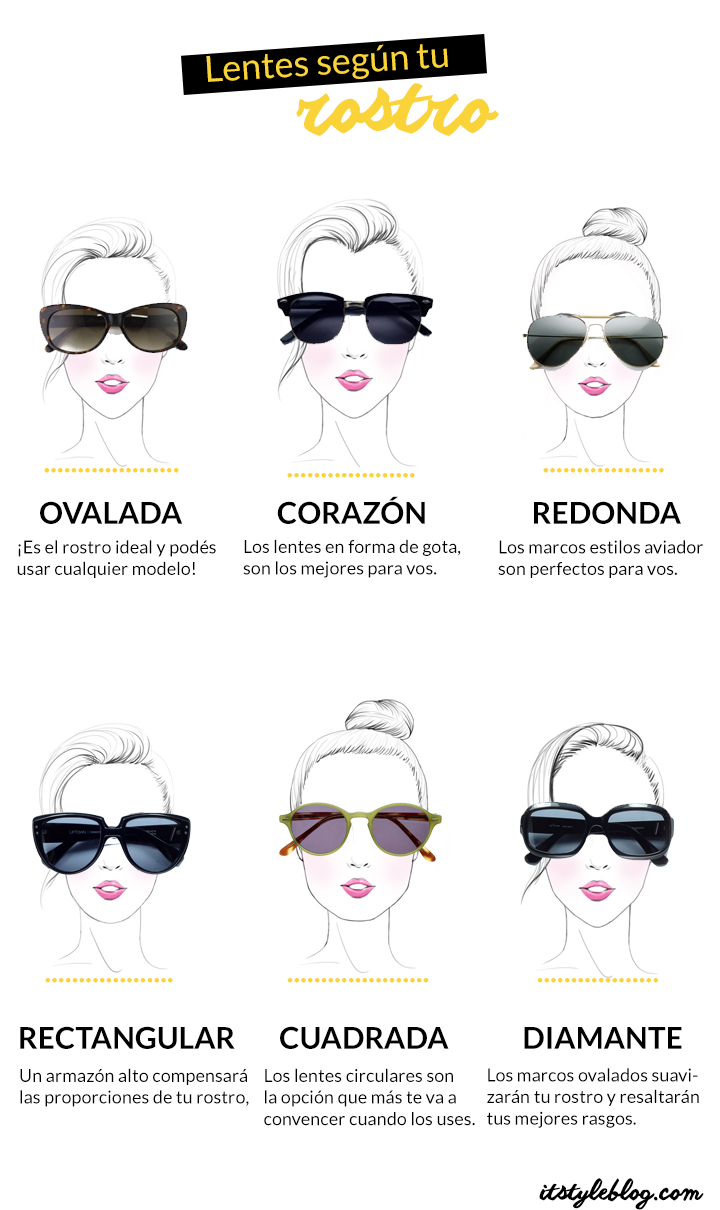 Lentes según tu
rostro
OVALADA
¡Es el rostro ideal y podés
usar cualquier modelo!
CORAZÓN
Los lentes en forma de gota,
son los mejores para vos.
REDONDA
Los marcos estilos aviador
son perfectos para vos.
RECTANGULAR
Un armazón alto compensará
las proporciones de tu rostro,
CUADRADA
Los lentes circulares son
la opción que más te va a
convencer cuando los uses.
DIAMANTE
Los marcos ovalados suavi-
zarán tu rostro y resaltarán
tus mejores rasgos.
itstyleblog.com